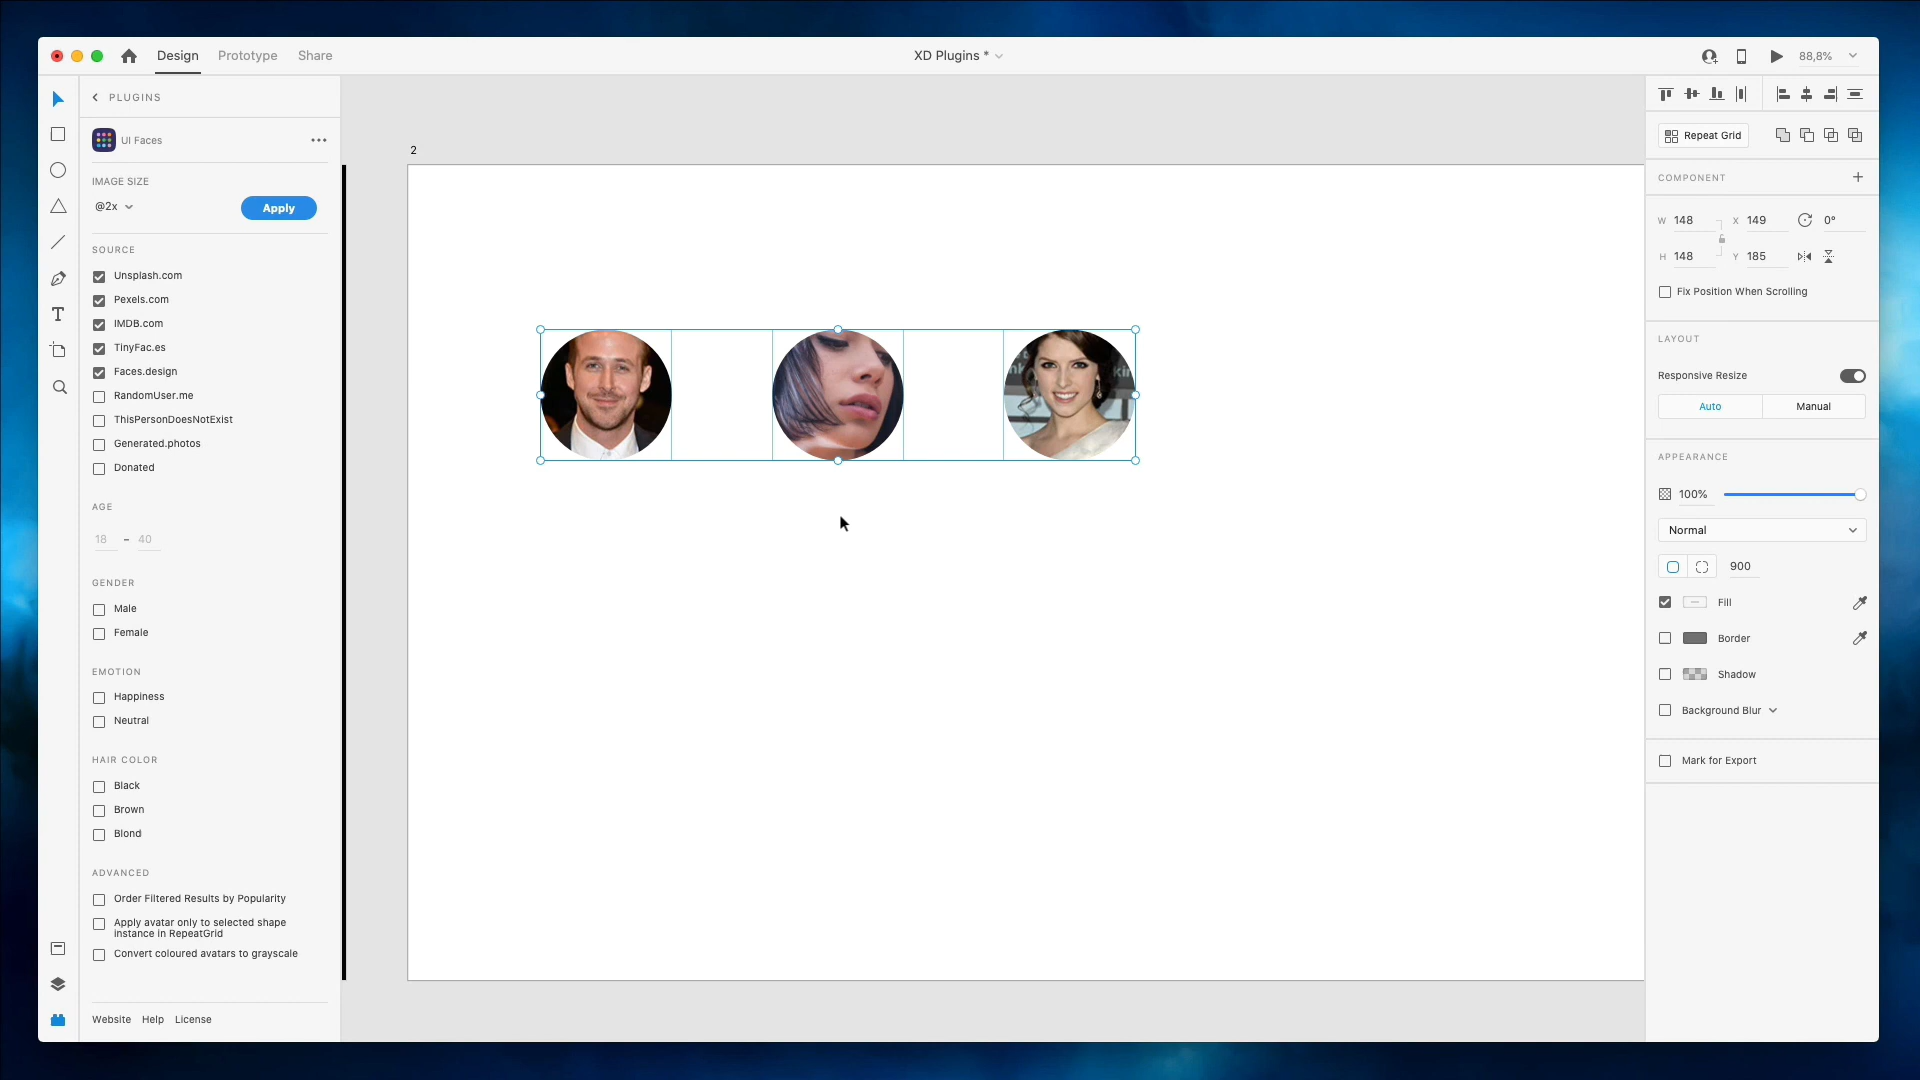 Design Prototype Share
XD Plugins *
88,8%
PLUGINS
UI Faces
IMAGE SIZE
@2x
Apply
SOURCE
Unsplash.com
Pexels.com
IMDB.com
TinyFac.es
Faces.design
RandomUser.me
ThisPersonDoesNotExist
Generated.photos
Donated
AGE
18 - 40
GENDER
Male
Female
EMOTION
Happiness
Neutral
HAIR COLOR
Black
Brown
Blond
ADVANCED
Order Filtered Results by Popularity
Apply avatar only to selected shape
instance in RepeatGrid
Convert coloured avatars to grayscale
Website Help License
2
Repeat Grid
COMPONENT
W 148 X 149 0°
H 148 Y 185
Fix Position When Scrolling
LAYOUT
Responsive Resize
Auto Manual
APPEARANCE
100%
Normal
900
Fill
Border
Shadow
Background Blur
Mark for Export